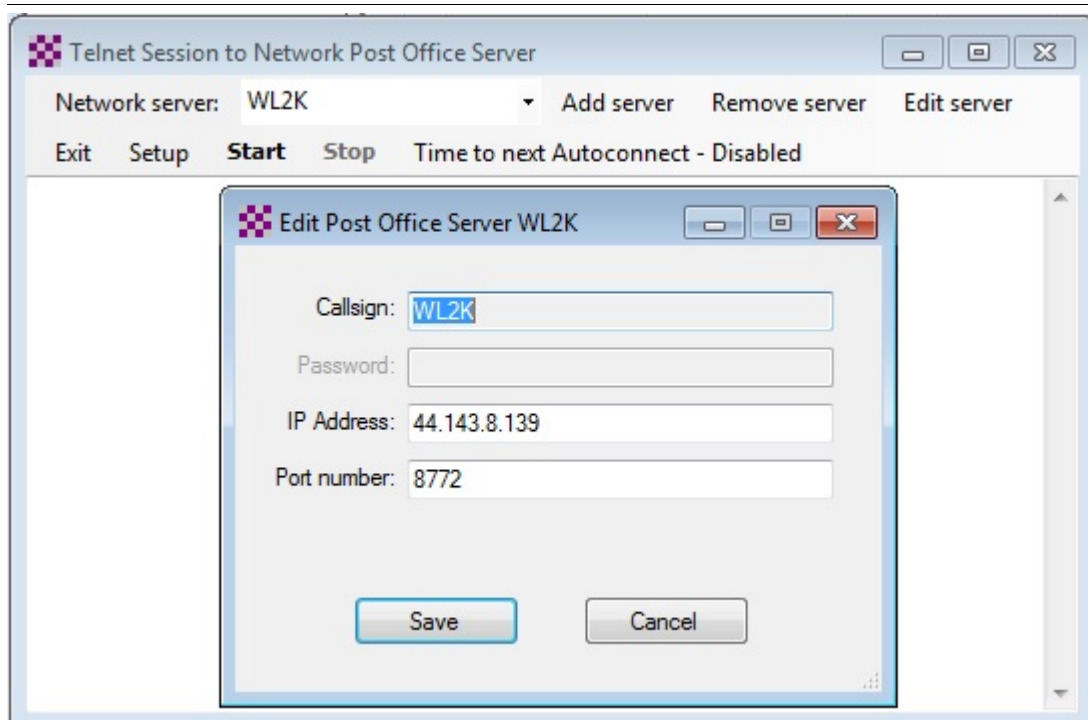 Telnet Session to Network Post Office Server
Network server: WL2K Add server Remove server Edit server
Exit Setup Start Stop Time to next Autoconnect - Disabled
Edit Post Office Server WL2K
Callsign: WL2K
Password:
IP Address: 44.143.8.139
Port number: 8772
Save Cancel